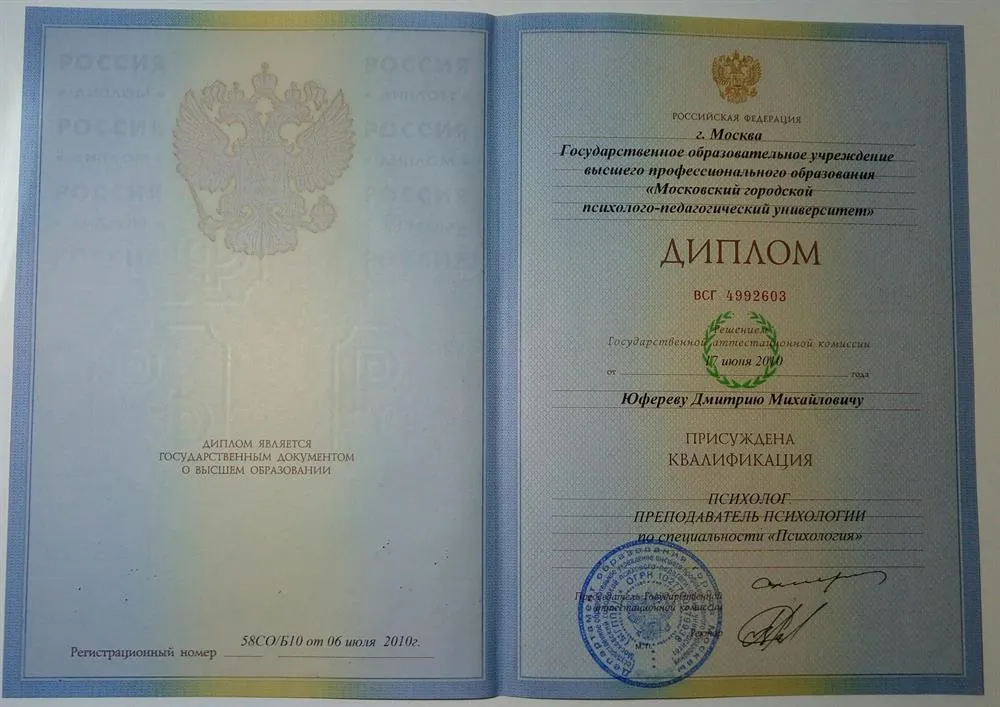 РОССИЯ РОССИЯ
РОССИЯ РОССИЯ
РОССИЯ РОССИЯ
ДИПЛОМ ЯВЛЯЕТСЯ
ГОСУДАРСТВЕННЫМ ДОКУМЕНТОМ
О ВЫСШЕМ ОБРАЗОВАНИИ
Регистрационный номер 58СО/Б10 от 06 июля 2010г.
РОССИЙСКАЯ ФЕДЕРАЦИЯ
г. Москва
Государственное образовательное учреждение
высшего профессионального образования
«Московский городской
психолого-педагогический университет»
ДИПЛОМ
ВСГ 4992603
Решением
Государственной аттестационной комиссии
от 17 июня 2010 года
Юфереву Дмитрию Михайловичу
ПРИСУЖДЕНА
КВАЛИФИКАЦИЯ
ПСИХОЛОГ.
ПРЕПОДАВАТЕЛЬ ПСИХОЛОГИИ
по специальности «Психология»
Председатель Государственной
аттестационной комиссии
Ректор
М.П.